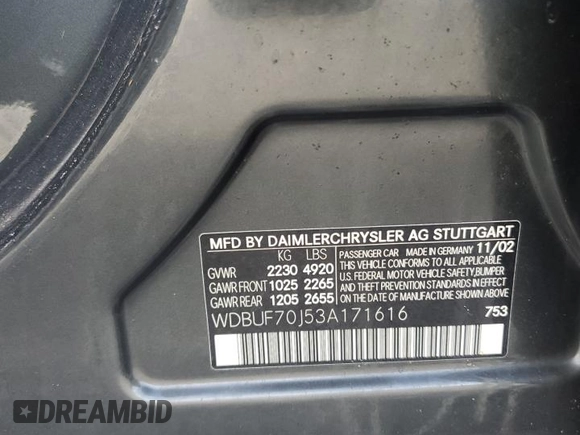 MFD BY DAIMLERCHRYSLER AG STUTTGART
KG LBS
GVWR 2230 4920
GAWR FRONT 1025 2265
GAWR REAR 1205 2655
PASSENGER CAR MADE IN GERMANY 11/02
THIS VEHICLE CONFORMS TO ALL APPLICABLE
U.S. FEDERAL MOTOR VEHICLE SAFETY, BUMPER
AND THEFT PREVENTION STANDARDS IN EFFECT
ON THE DATE OF MANUFACTURE SHOWN ABOVE.
WDBUF70J53A171616 753
DREAMBID